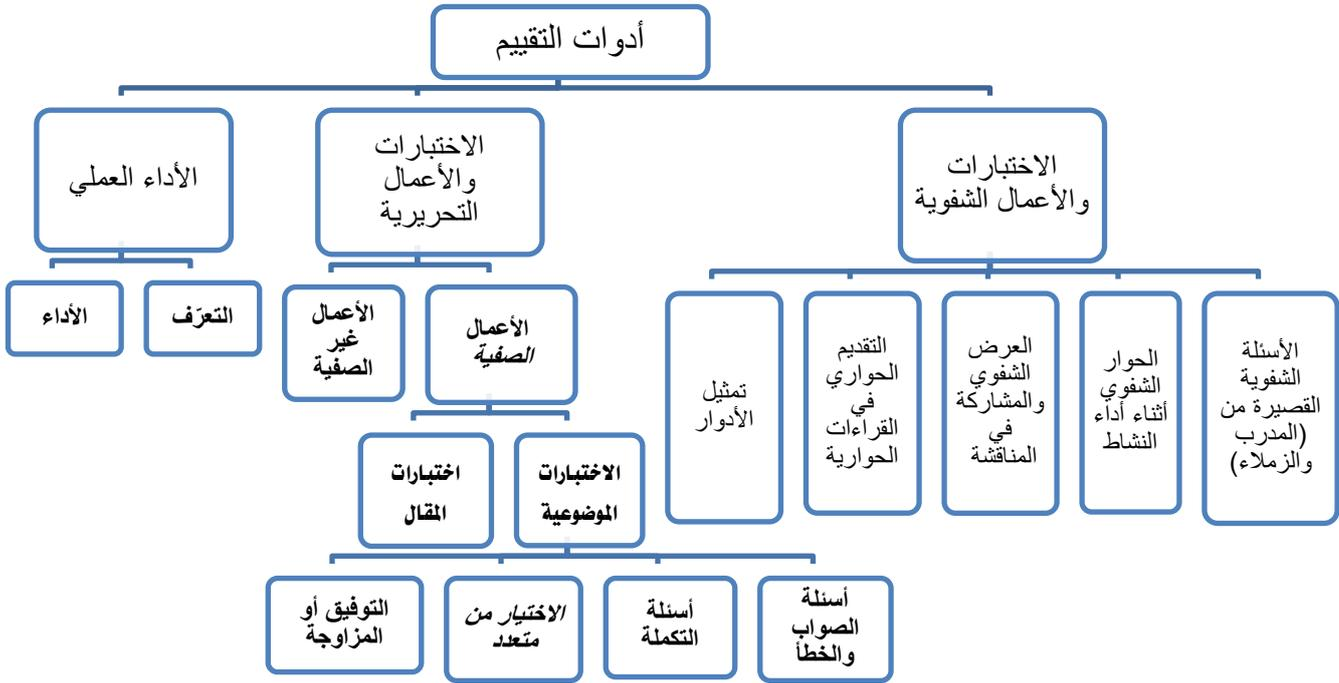 أدوات التقييم
الاختبارات
والأعمال الشفوية
الاختبارات
والأعمال
التحريرية
الأداء العملي
الأسئلة
الشفوية
القصيرة من
(المدرب
والزملاء)
الحوار
الشفوي
أثناء أداء
النشاط
العرض
الشفوي
والمشاركة
في
المناقشة
التقديم
الحواري
في
القراءات
الحوارية
تمثيل
الأدوار
الأعمال
الصفية
الأعمال
غير
الصفية
التعرّف
الأداء
الاختبارات
الموضوعية
اختبارات
المقال
أسئلة
الصواب
والخطأ
أسئلة
التكملة
الاختيار من
متعدد
التوفيق أو
المزاوجة